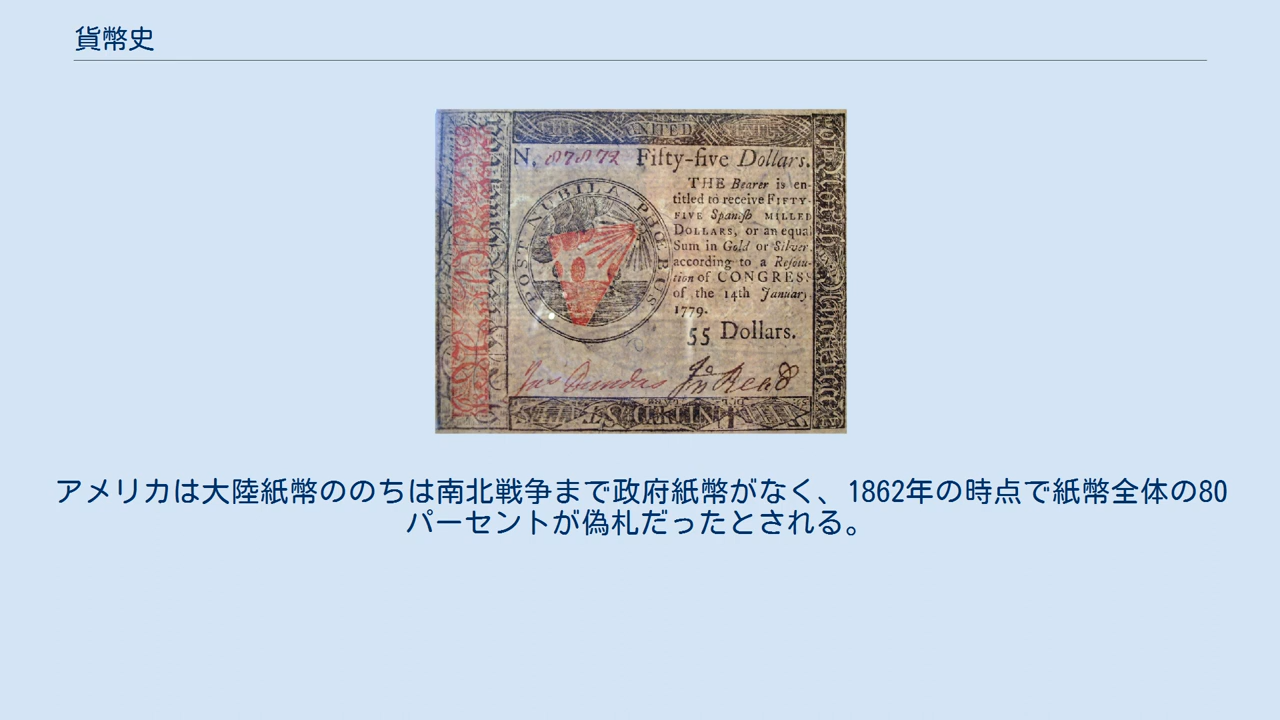 貨幣史
UNITED STATES
N. 87872 Fifty-five Dollars.
THE Bearer is en-
titled to receive FIFTY-
FIVE Spanish MILLED
DOLLARS, or an equal
Sum in Gold or Silver,
according to a Resolu-
tion of CONGRESS
of the 14th January,
1779.
55 Dollars.
POST NUBILA PHŒBUS
アメリカは大陸紙幣ののちは南北戦争まで政府紙幣がなく、1862年の時点で紙幣全体の80
パーセントが偽札だったとされる。